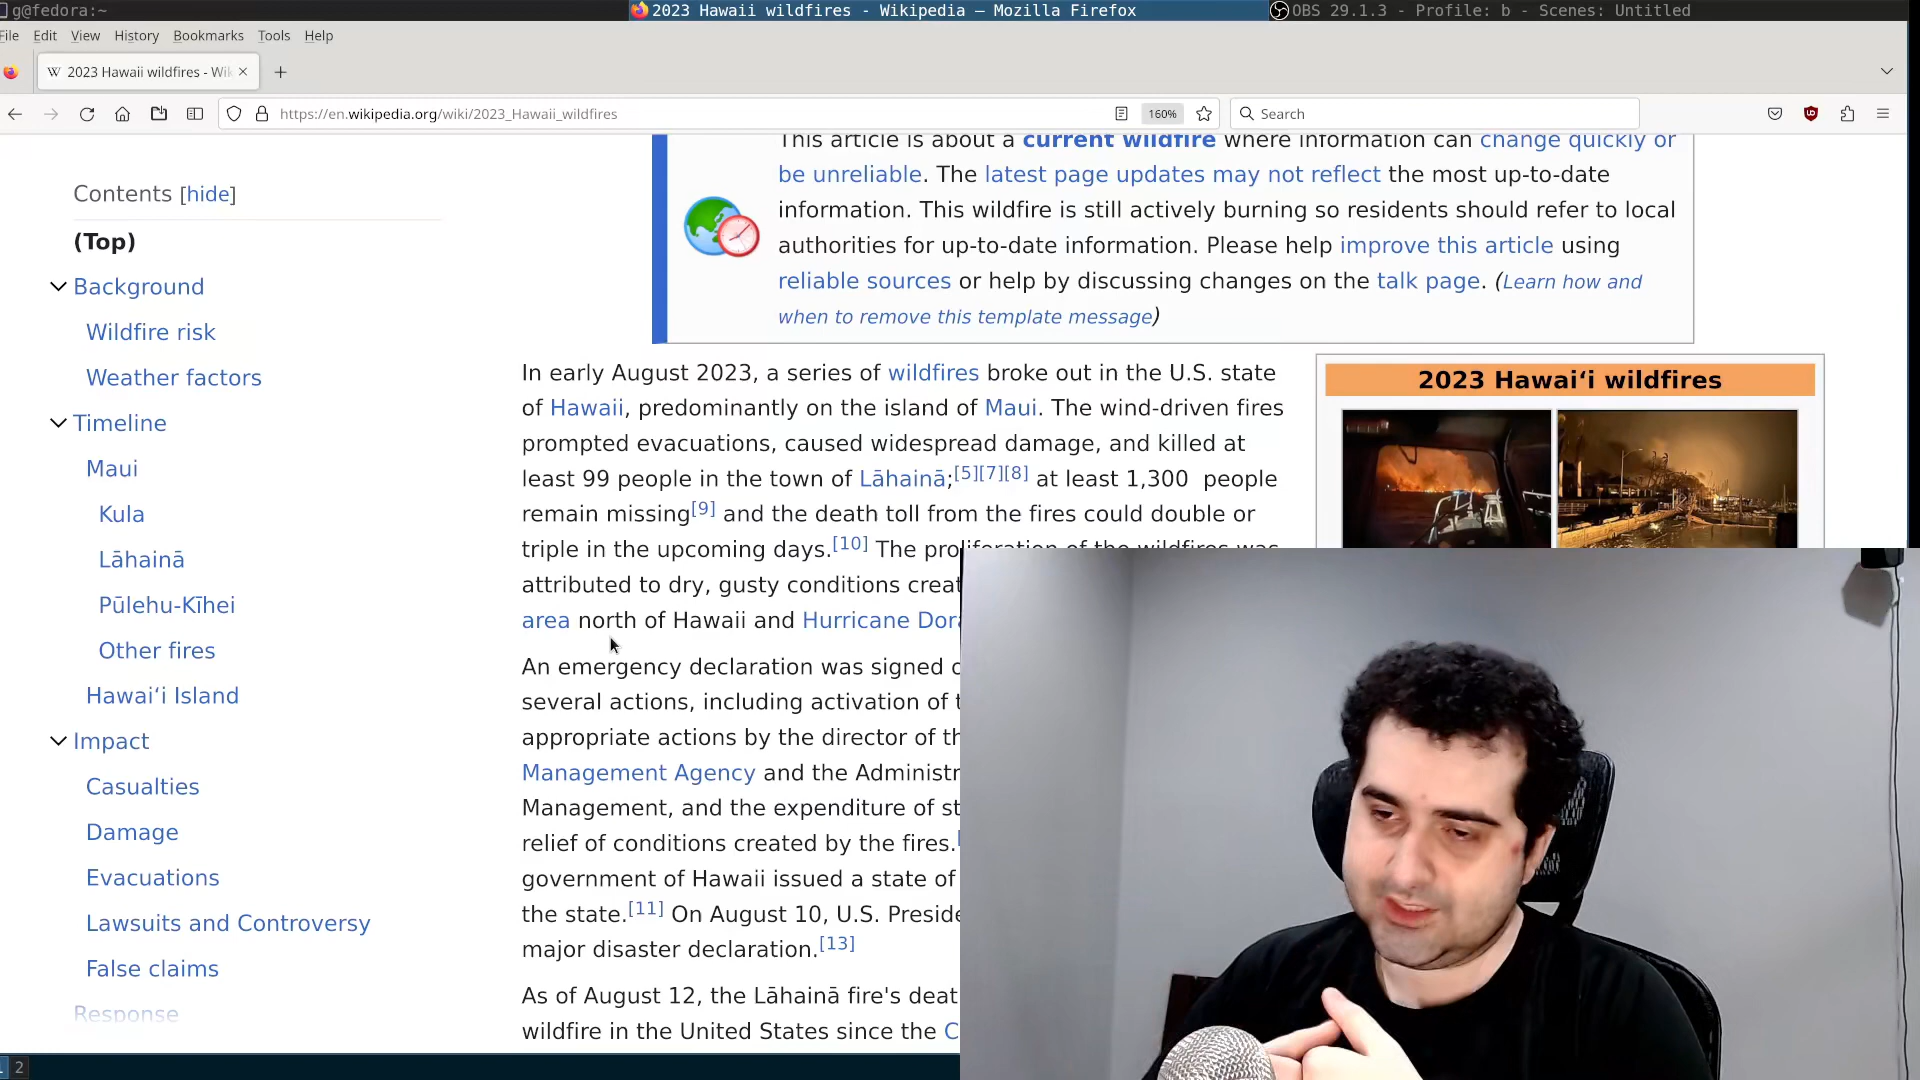 g@fedora:~
2023 Hawaii wildfires - Wikipedia — Mozilla Firefox
OBS 29.1.3 - Profile: b - Scenes: Untitled
File Edit View History Bookmarks Tools Help
W 2023 Hawaii wildfires - Wik
https://en.wikipedia.org/wiki/2023_Hawaii_wildfires
160%
Search
Contents [hide]
(Top)
Background
Wildfire risk
Weather factors
Timeline
Maui
Kula
Lāhainā
Pūlehu-Kīhei
Other fires
Hawaiʻi Island
Impact
Casualties
Damage
Evacuations
Lawsuits and Controversy
False claims
Response
This article is about a current wildfire where information can change quickly or
be unreliable. The latest page updates may not reflect the most up-to-date
information. This wildfire is still actively burning so residents should refer to local
authorities for up-to-date information. Please help improve this article using
reliable sources or help by discussing changes on the talk page. (Learn how and
when to remove this template message)
In early August 2023, a series of wildfires broke out in the U.S. state
of Hawaii, predominantly on the island of Maui. The wind-driven fires
prompted evacuations, caused widespread damage, and killed at
least 99 people in the town of Lāhainā;[5][7][8] at least 1,300 people
remain missing[9] and the death toll from the fires could double or
triple in the upcoming days.[10] The proliferation of the wildfires was
attributed to dry, gusty conditions creat
area north of Hawaii and Hurricane Dora
An emergency declaration was signed o
several actions, including activation of t
appropriate actions by the director of th
Management Agency and the Administr
Management, and the expenditure of st
relief of conditions created by the fires.
government of Hawaii issued a state of
the state.[11] On August 10, U.S. Preside
major disaster declaration.[13]
As of August 12, the Lāhainā fire's deat
wildfire in the United States since the C
2023 Hawaiʻi wildfires
1 2